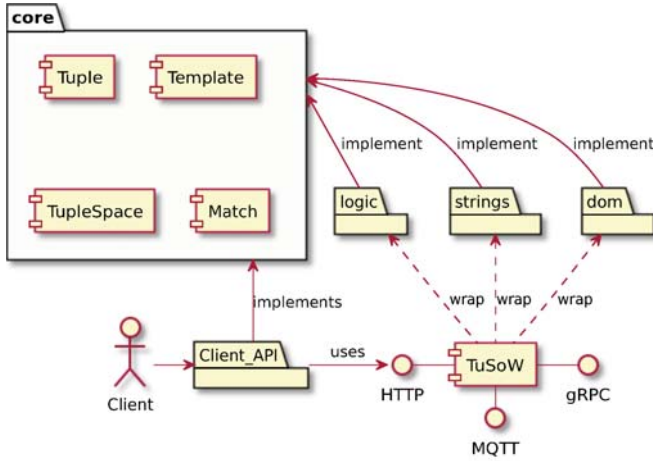 core
Tuple
Template
TupleSpace
Match
implement
implement
implement
logic
strings
dom
wrap
wrap
wrap
implements
Client
Client_API
uses
HTTP
TuSoW
gRPC
MQTT